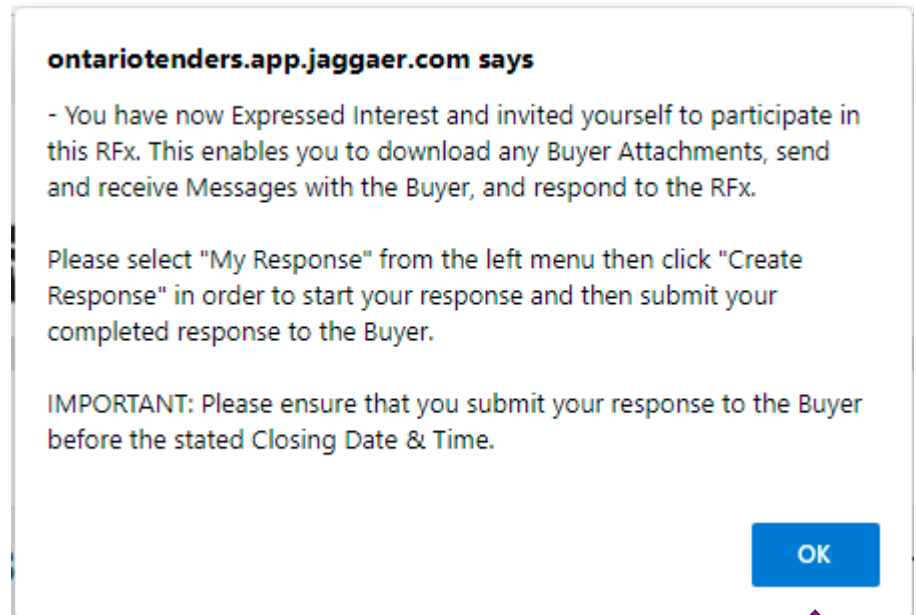 ontariotenders.app.jaggaer.com says
- You have now Expressed Interest and invited yourself to participate in
this RFx. This enables you to download any Buyer Attachments, send
and receive Messages with the Buyer, and respond to the RFx.
Please select "My Response" from the left menu then click "Create
Response" in order to start your response and then submit your
completed response to the Buyer.
IMPORTANT: Please ensure that you submit your response to the Buyer
before the stated Closing Date & Time.
OK